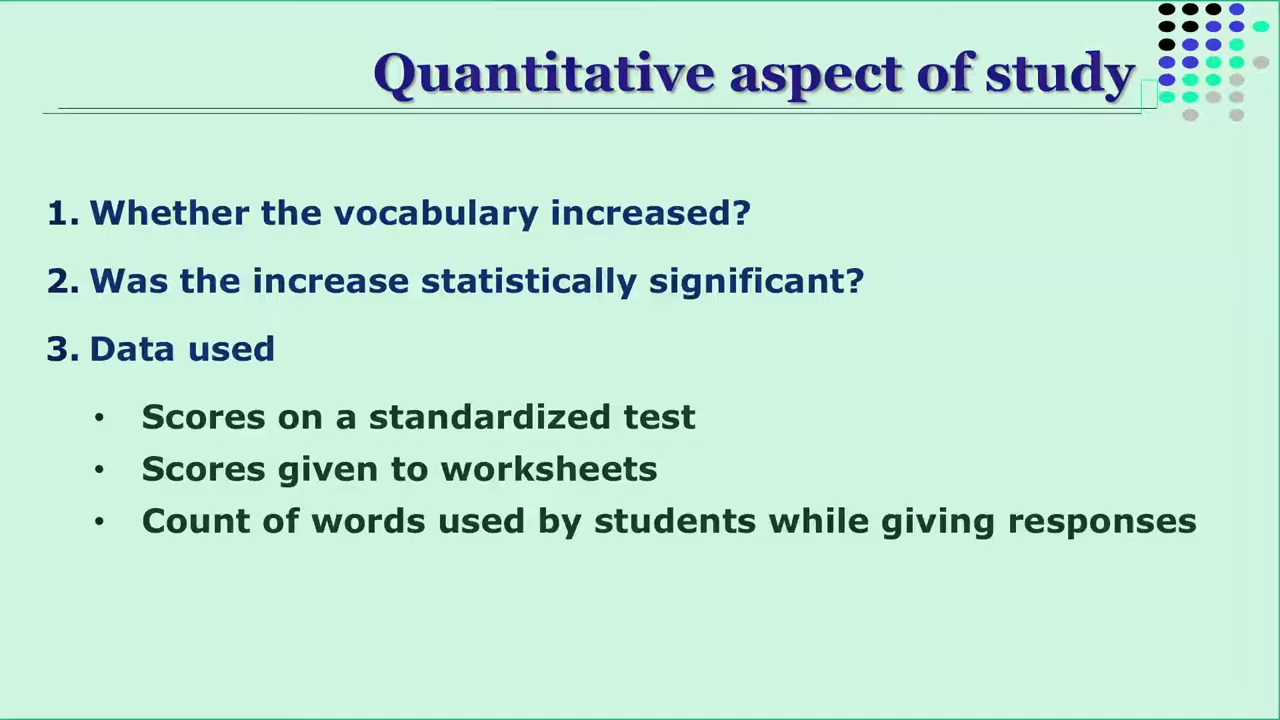 Quantitative aspect of study
1. Whether the vocabulary increased?
2. Was the increase statistically significant?
3. Data used
• Scores on a standardized test
• Scores given to worksheets
• Count of words used by students while giving responses